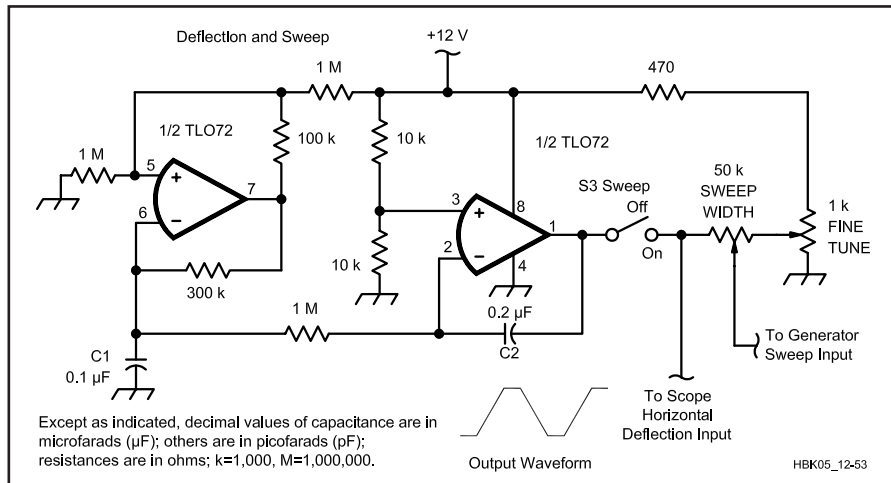 Deflection and Sweep
+12 V
1 M
470
1/2 TLO72
100 k
10 k
1/2 TLO72
1 M
5
+
7
6
–
50 k
SWEEP
WIDTH
S3 Sweep
Off
On
3
+
8
1
2
–
4
1 k
FINE
TUNE
10 k
300 k
1 M
0.2 µF
C2
C1
0.1 µF
To Generator
Sweep Input
To Scope
Horizontal
Deflection Input
Except as indicated, decimal values of capacitance are in
microfarads (µF); others are in picofarads (pF);
resistances are in ohms; k=1,000, M=1,000,000.
Output Waveform
HBK05_12-53